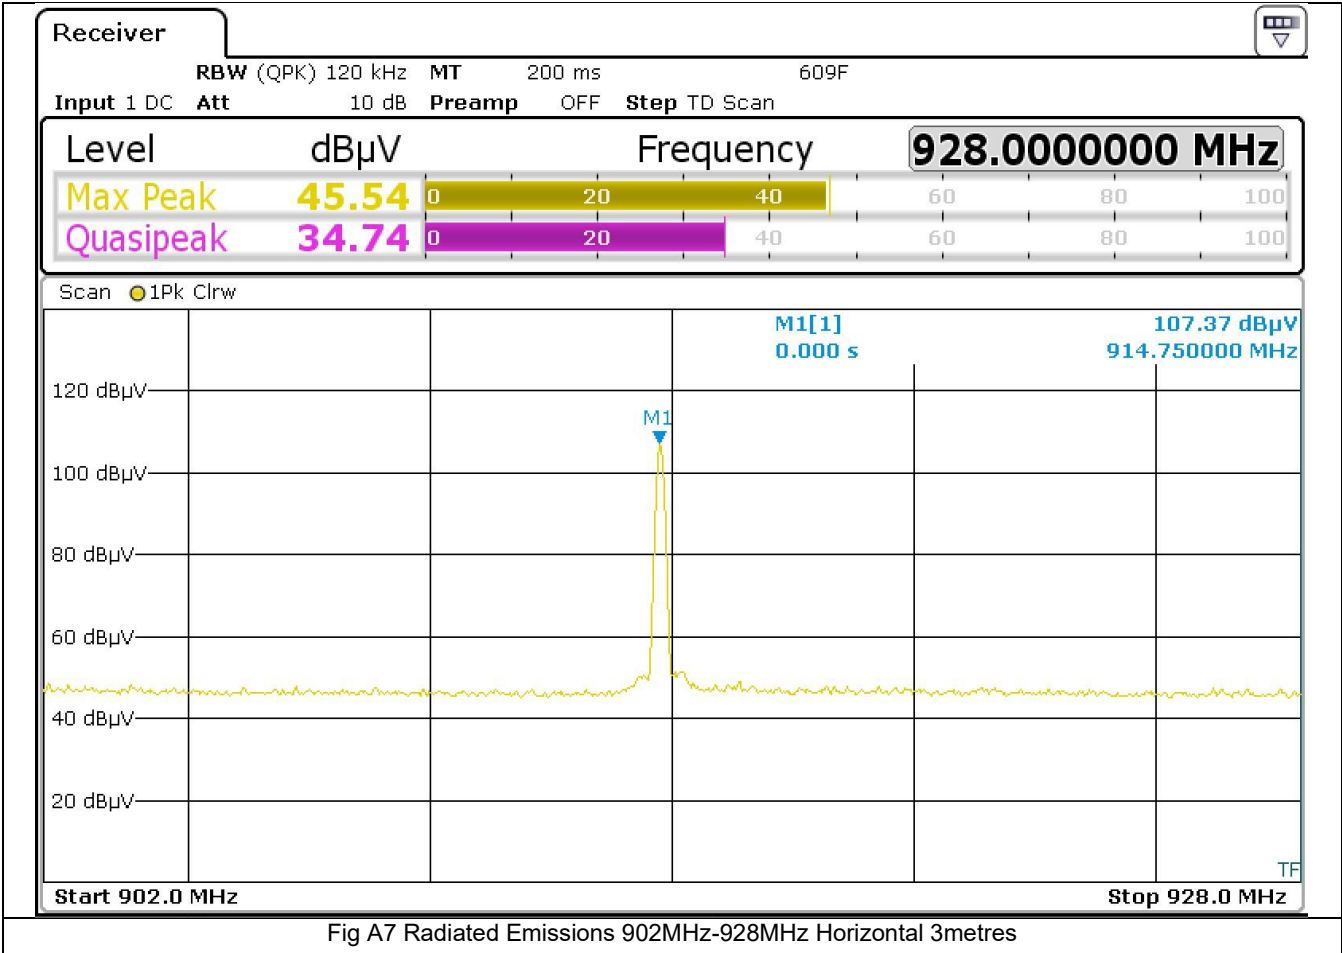 Receiver
RBW (QPK) 120 kHz MT 200 ms 609F
Input 1 DC Att 10 dB Preamp OFF Step TD Scan
Level dBµV Frequency 928.0000000 MHz
Max Peak 45.54 0 20 40 60 80 100
Quasipeak 34.74 0 20 40 60 80 100
Scan 1Pk Clrw
M1[1] 107.37 dBµV
0.000 s 914.750000 MHz
120 dBµV
M1
100 dBµV
80 dBµV
60 dBµV
40 dBµV
20 dBµV
TF
Start 902.0 MHz Stop 928.0 MHz
Fig A7 Radiated Emissions 902MHz-928MHz Horizontal 3metres